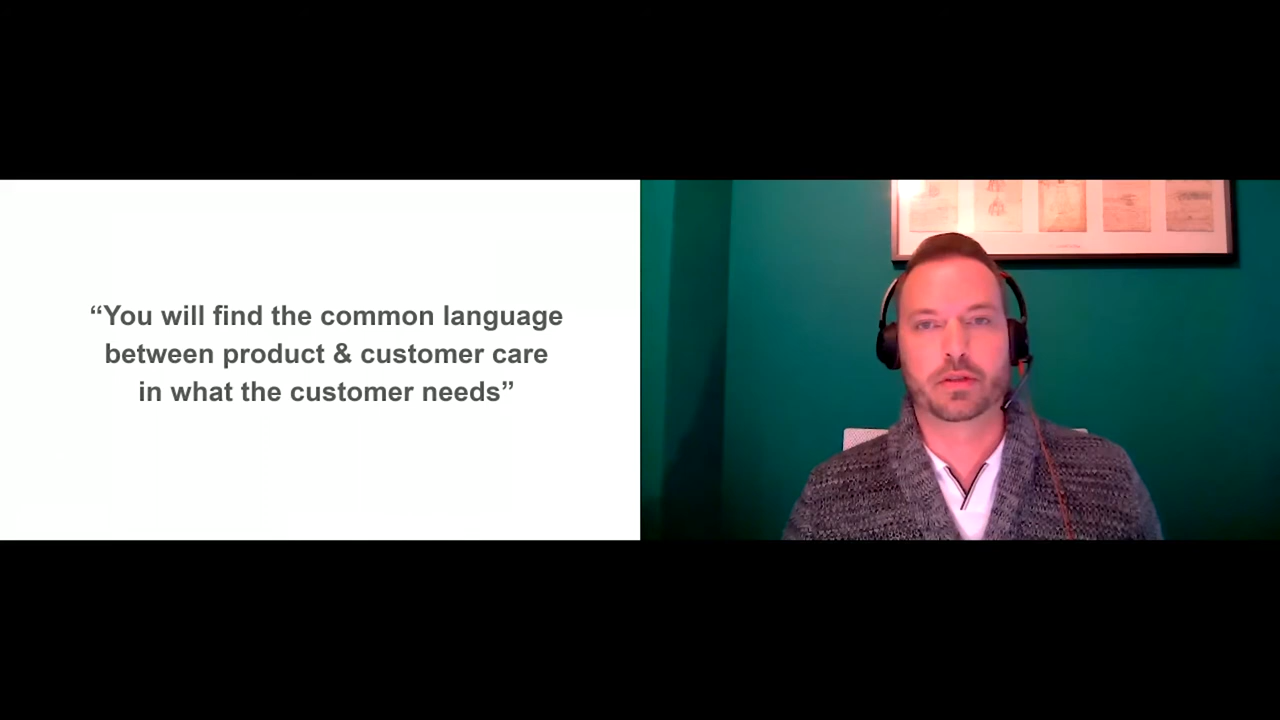 “You will find the common language
between product & customer care
in what the customer needs”